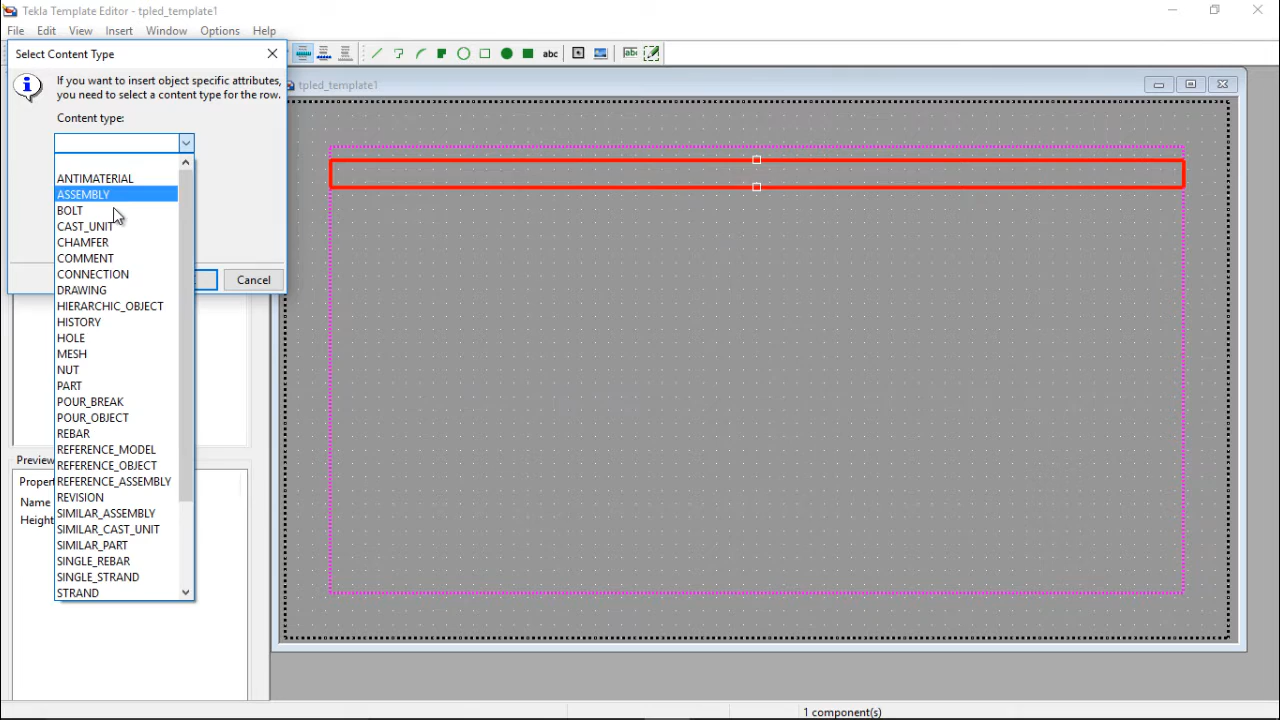 Tekla Template Editor - tpled_template1
File Edit View Insert Window Options Help
Select Content Type
abc
abc
tpled_template1
If you want to insert object specific attributes,
you need to select a content type for the row.
Content type:
ANTIMATERIAL
ASSEMBLY
BOLT
CAST_UNIT
CHAMFER
COMMENT
CONNECTION
DRAWING
HIERARCHIC_OBJECT
HISTORY
HOLE
MESH
NUT
PART
POUR_BREAK
POUR_OBJECT
REBAR
REFERENCE_MODEL
REFERENCE_OBJECT
REFERENCE_ASSEMBLY
REVISION
SIMILAR_ASSEMBLY
SIMILAR_CAST_UNIT
SIMILAR_PART
SINGLE_REBAR
SINGLE_STRAND
STRAND
Cancel
Preview
Propert
Name
Height
1 component(s)